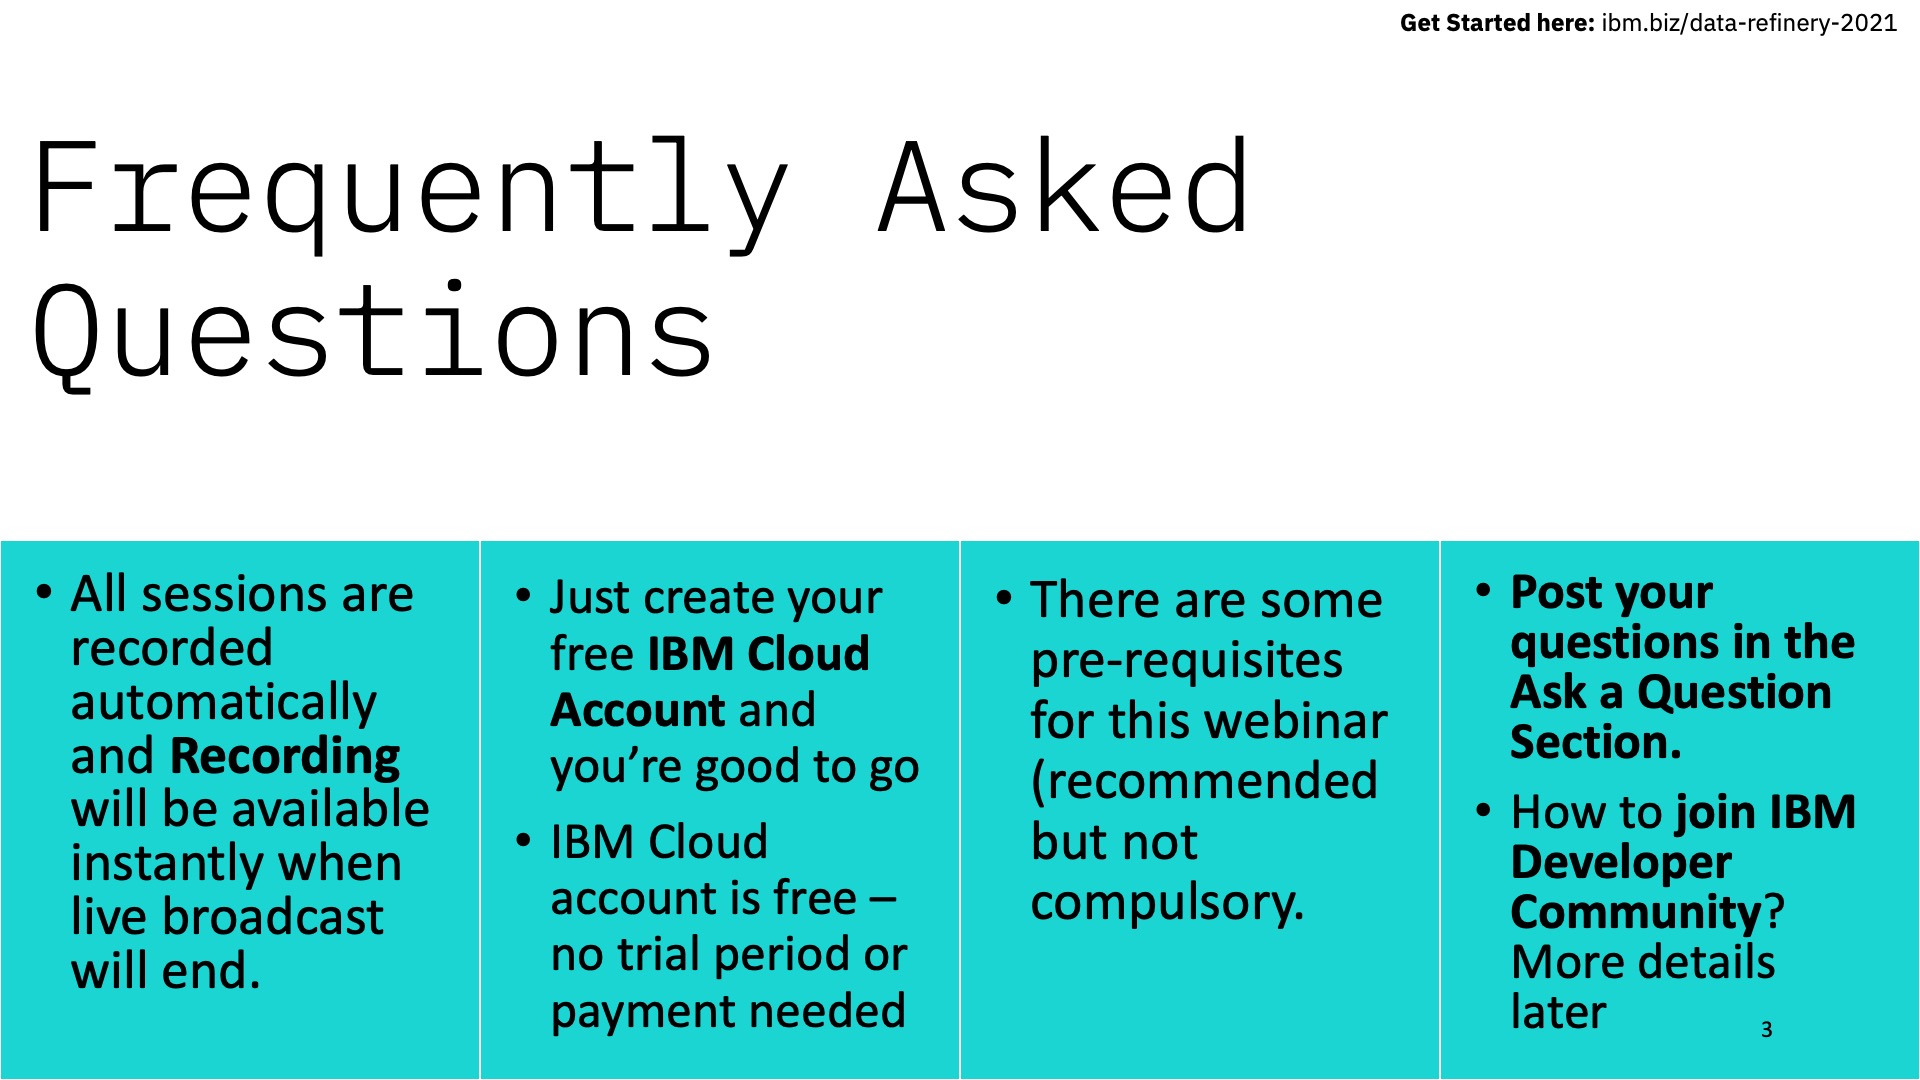 Get Started here: ibm.biz/data-refinery-2021
Frequently Asked
Questions
• All sessions are
recorded
automatically
and Recording
will be available
instantly when
live broadcast
will end.
• Just create your
free IBM Cloud
Account and
you’re good to go
• IBM Cloud
account is free –
no trial period or
payment needed
• There are some
pre-requisites
for this webinar
(recommended
but not
compulsory.
• Post your
questions in the
Ask a Question
Section.
• How to join IBM
Developer
Community?
More details
later
3